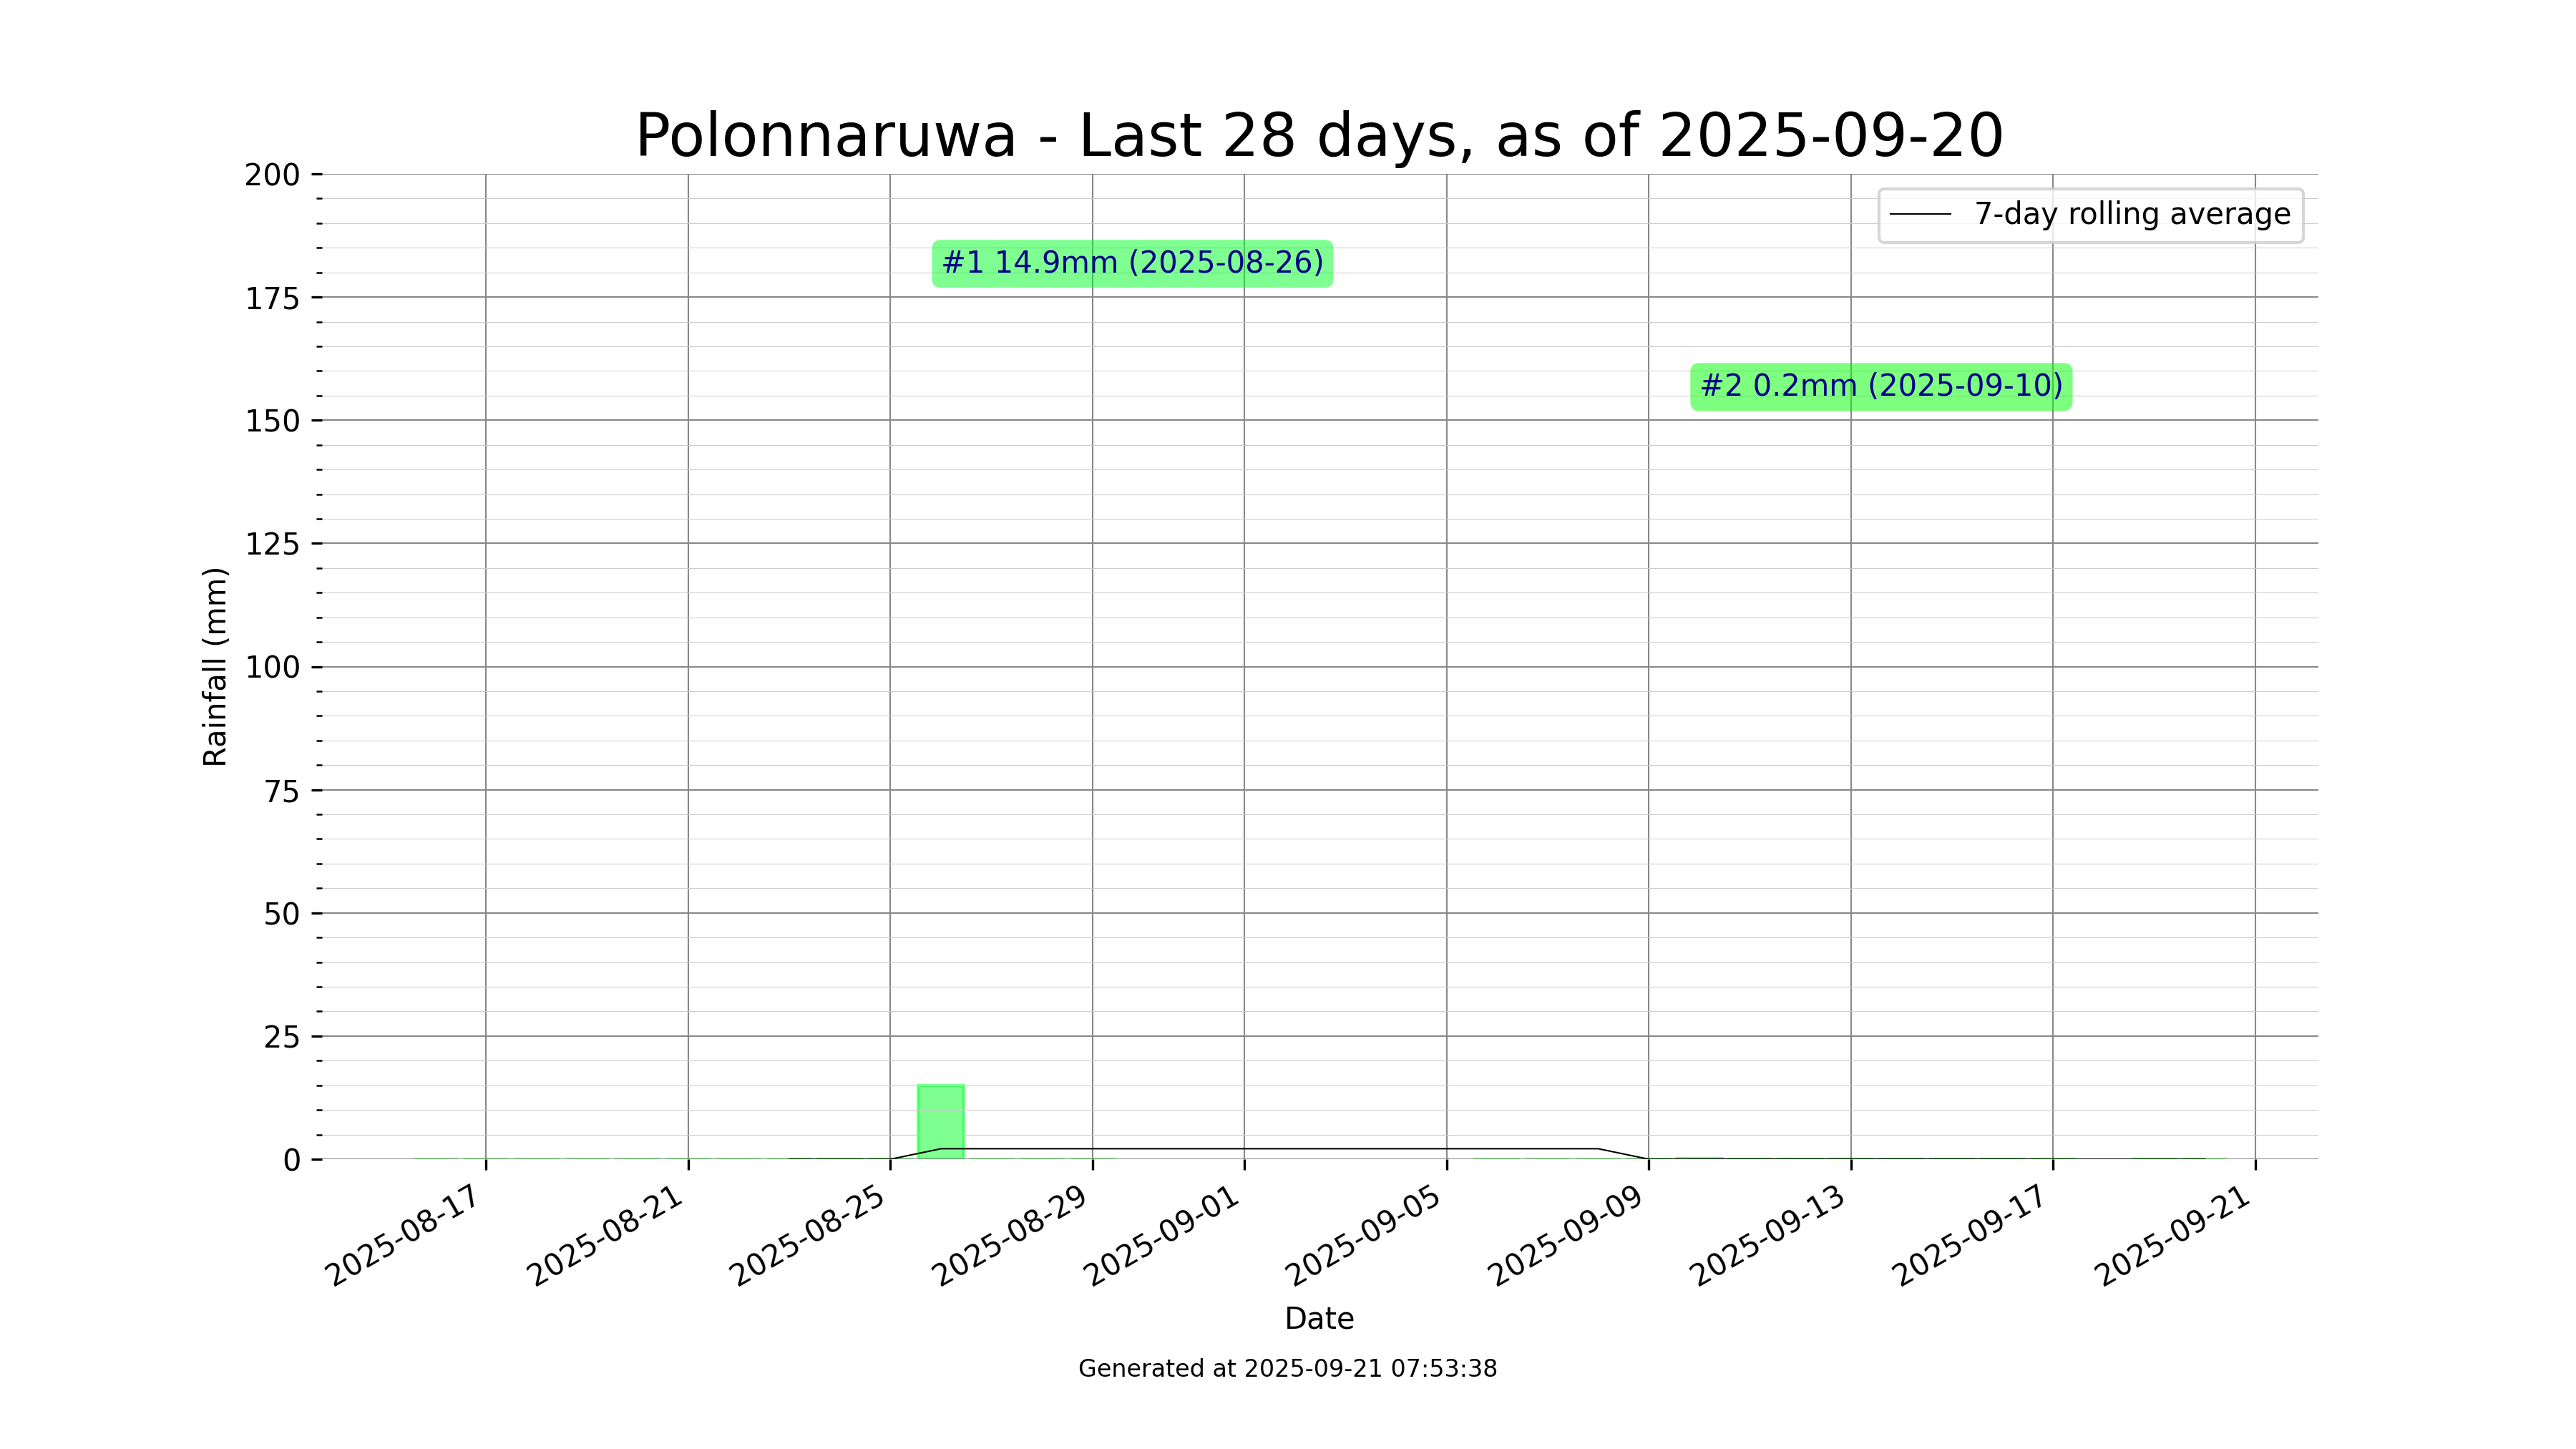 Polonnaruwa - Last 28 days, as of 2025-09-20
7-day rolling average
#1 14.9mm (2025-08-26)
#2 0.2mm (2025-09-10)
Rainfall (mm)
200
175
150
125
100
75
50
25
0
2025-08-17
2025-08-21
2025-08-25
2025-08-29
2025-09-01
2025-09-05
2025-09-09
2025-09-13
2025-09-17
2025-09-21
Date
Generated at 2025-09-21 07:53:38